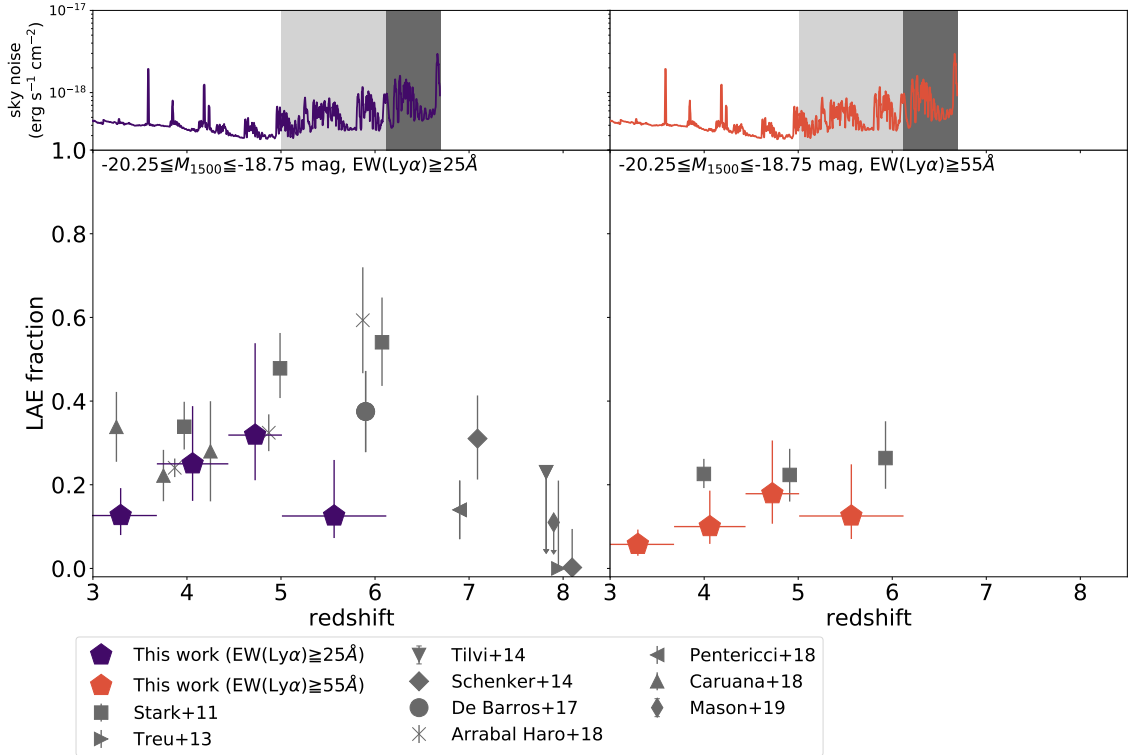 sky noise
(erg s⁻¹ cm⁻²)
10⁻¹⁷
10⁻¹⁸
-20.25≦M₁₅₀₀≦-18.75 mag, EW(Lyα)≧25Å
-20.25≦M₁₅₀₀≦-18.75 mag, EW(Lyα)≧55Å
LAE fraction
1.0
0.8
0.6
0.4
0.2
0.0
3 4 5 6 7 8
3 4 5 6 7 8
redshift
redshift
This work (EW(Lyα)≧25Å)
This work (EW(Lyα)≧55Å)
Stark+11
Treu+13
Tilvi+14
Schenker+14
De Barros+17
Arrabal Haro+18
Pentericci+18
Caruana+18
Mason+19